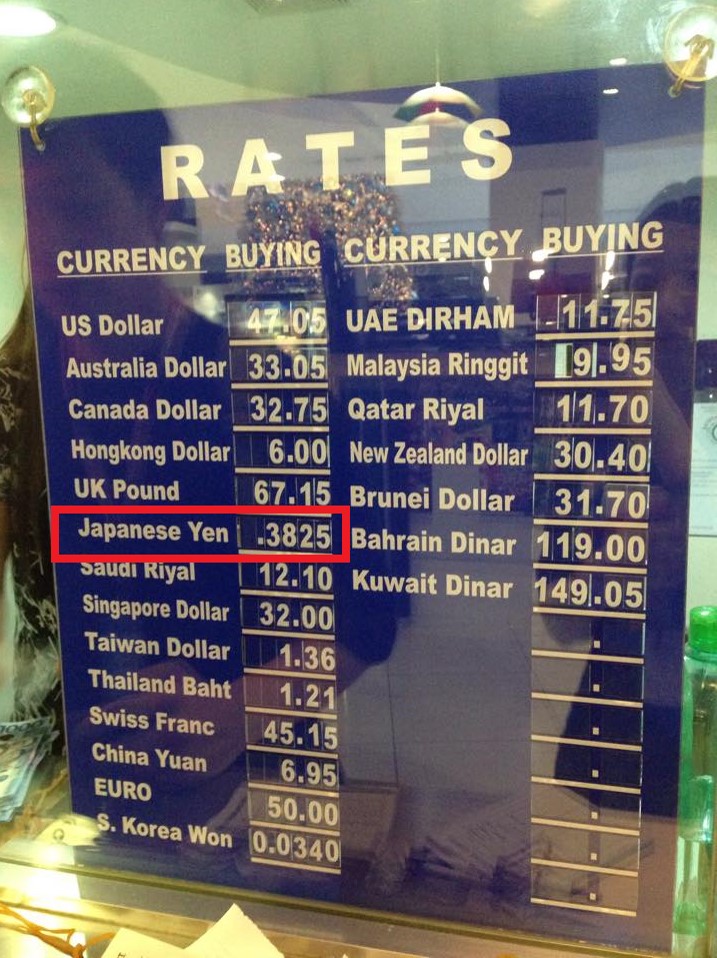 RATES
CURRENCY BUYING CURRENCY BUYING
US Dollar 47.05 UAE DIRHAM 11.75
Australia Dollar 33.05 Malaysia Ringgit 9.95
Canada Dollar 32.75 Qatar Riyal 11.70
Hongkong Dollar 6.00 New Zealand Dollar 30.40
UK Pound 67.15 Brunei Dollar 31.70
Japanese Yen .3825 Bahrain Dinar 119.00
Saudi Riyal 12.10 Kuwait Dinar 149.05
Singapore Dollar 32.00 .
Taiwan Dollar 1.36 .
Thailand Baht 1.21 .
Swiss Franc 45.15 .
China Yuan 6.95 .
EURO 50.00 .
S. Korea Won 0.0340 .